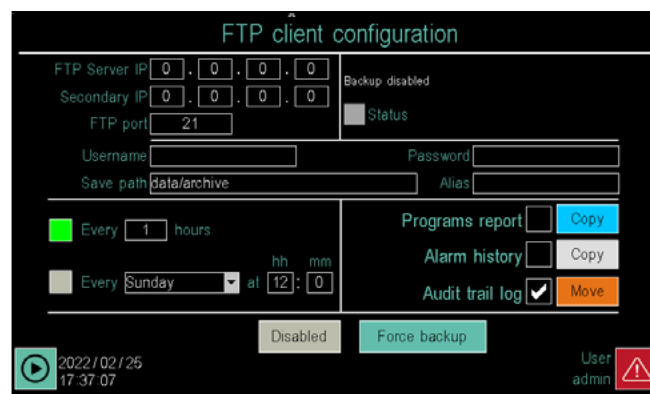 FTP client configuration
FTP Server IP 0 . 0 . 0 . 0
Secondary IP 0 . 0 . 0 . 0
FTP port 21
Backup disabled
Status
Username
Password
Save path data/archive
Alias
Every 1 hours
hh mm
Every Sunday at 12 : 0
Programs report Copy
Alarm history Copy
Audit trail log Move
Disabled
Force backup
2022/02/25
17:37:07
User
admin